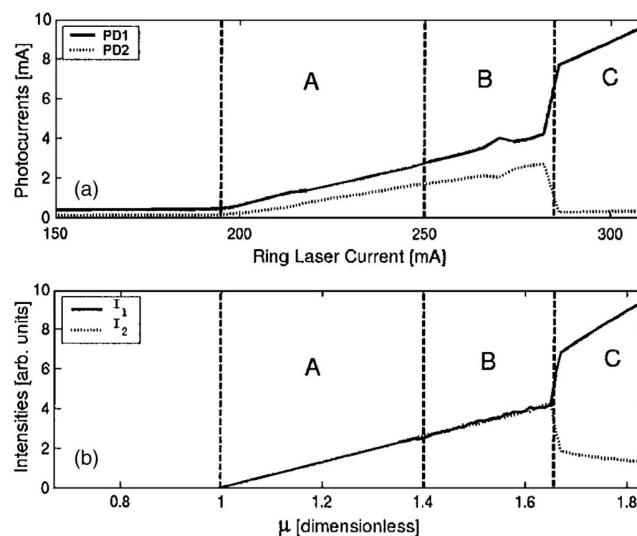 10
8
6
4
2
0
Photocurrents [mA]
PD1
PD2
(a)
A
B
C
150
200
250
300
Ring Laser Current [mA]
10
8
6
4
2
0
Intensities [arb. units]
I1
I2
(b)
A
B
C
0.8
1
1.2
1.4
1.6
1.8
μ [dimensionless]